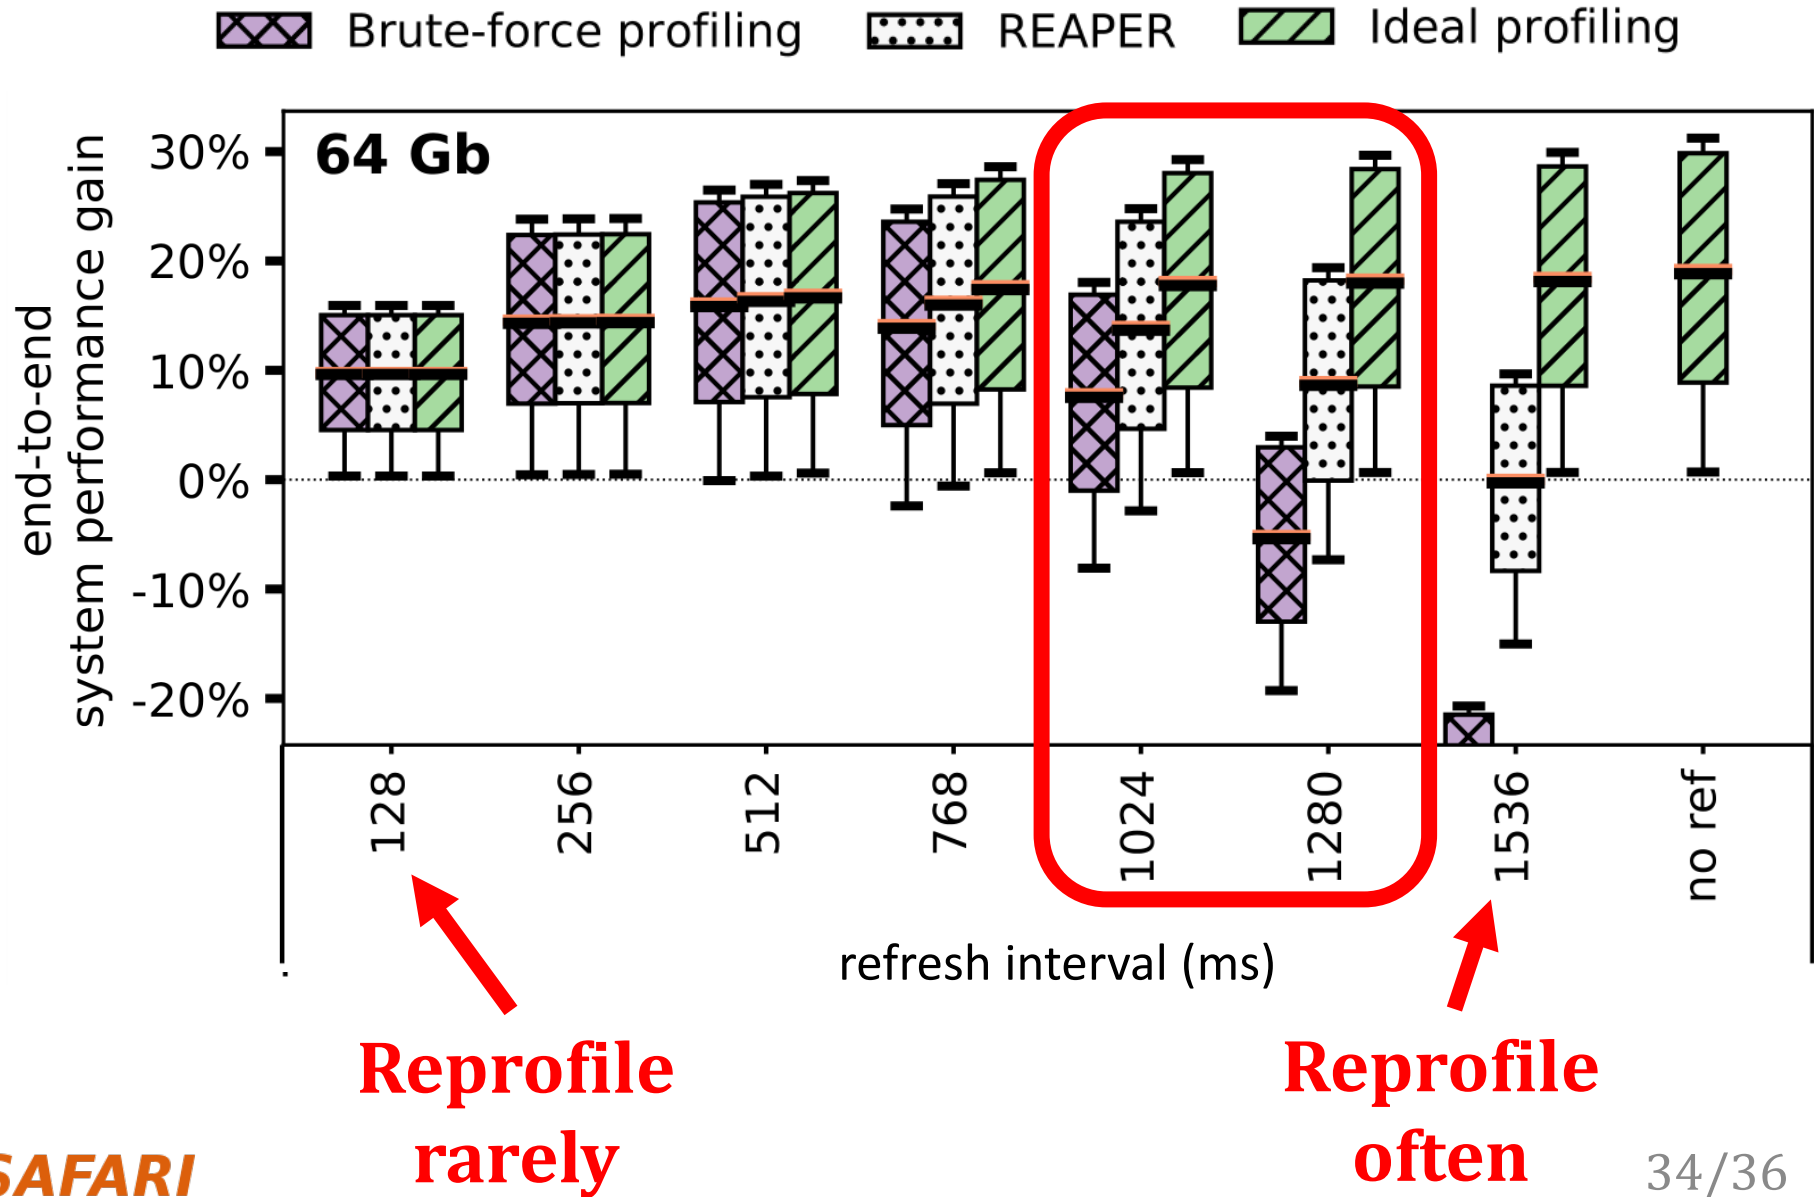 Brute-force profiling REAPER Ideal profiling
64 Gb
end-to-end
system performance gain
30%
20%
10%
0%
-10%
-20%
128 256 512 768 1024 1280 1536 no ref
refresh interval (ms)
Reprofile
rarely
Reprofile
often
SAFARI
34/36